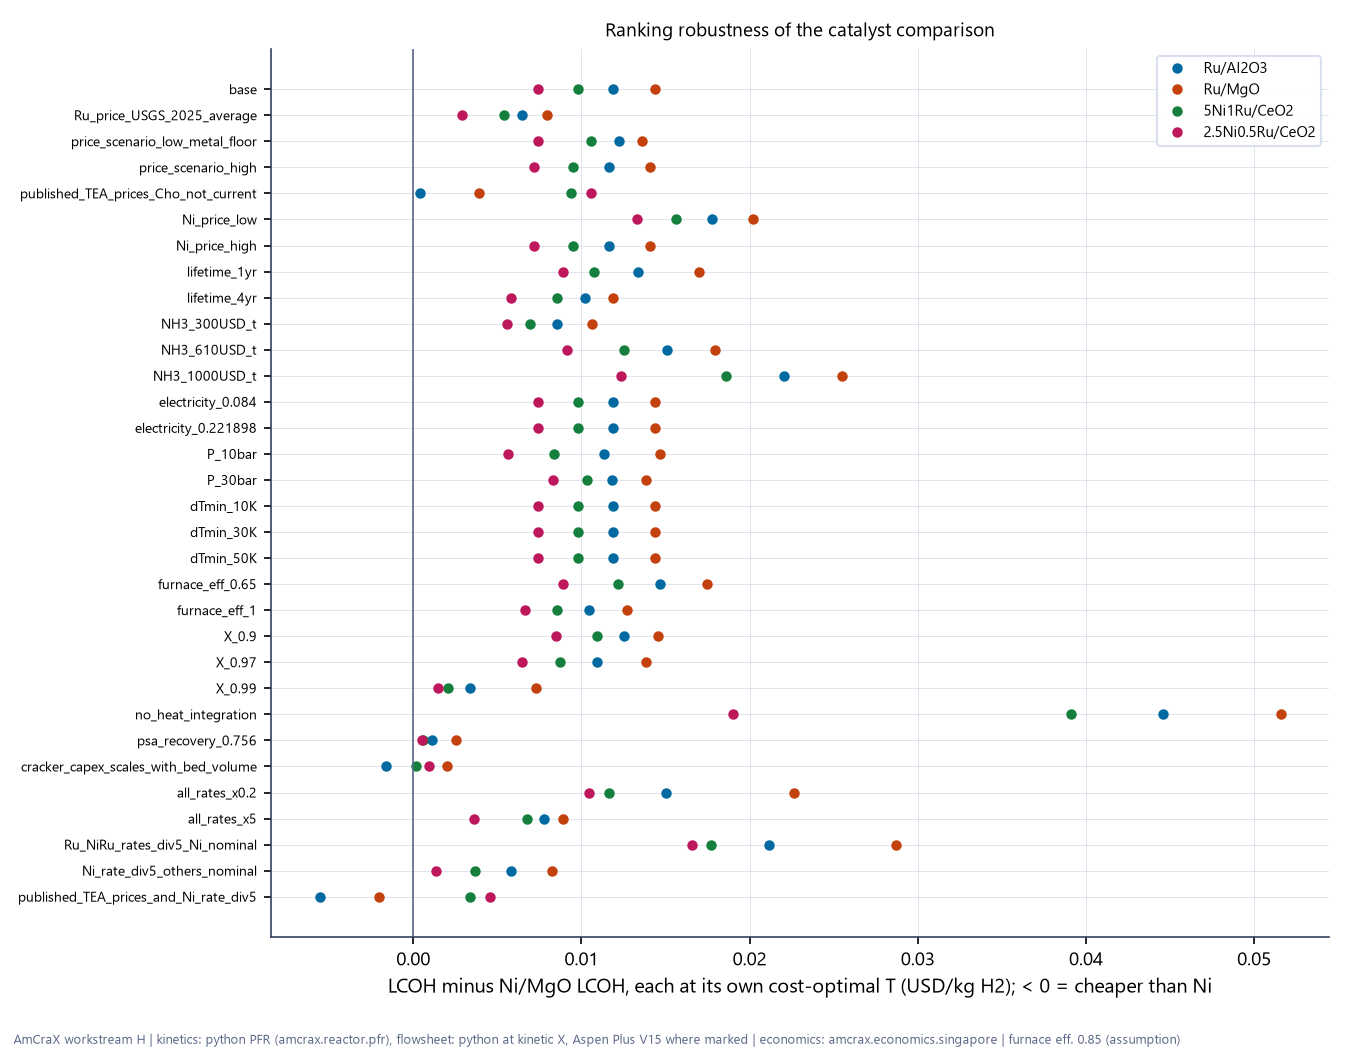 Ranking robustness of the catalyst comparison
Ru/Al2O3
Ru/MgO
5Ni1Ru/CeO2
2.5Ni0.5Ru/CeO2
base
Ru_price_USGS_2025_average
price_scenario_low_metal_floor
price_scenario_high
published_TEA_prices_Cho_not_current
Ni_price_low
Ni_price_high
lifetime_1yr
lifetime_4yr
NH3_300USD_t
NH3_610USD_t
NH3_1000USD_t
electricity_0.084
electricity_0.221898
P_10bar
P_30bar
dTmin_10K
dTmin_30K
dTmin_50K
furnace_eff_0.65
furnace_eff_1
X_0.9
X_0.97
X_0.99
no_heat_integration
psa_recovery_0.756
cracker_capex_scales_with_bed_volume
all_rates_x0.2
all_rates_x5
Ru_NiRu_rates_div5_Ni_nominal
Ni_rate_div5_others_nominal
published_TEA_prices_and_Ni_rate_div5
0.00 0.01 0.02 0.03 0.04 0.05
LCOH minus Ni/MgO LCOH, each at its own cost-optimal T (USD/kg H2); < 0 = cheaper than Ni
AmCraX workstream H | kinetics: python PFR (amcrax.reactor.pfr), flowsheet: python at kinetic X, Aspen Plus V15 where marked | economics: amcrax.economics.singapore | furnace eff. 0.85 (assumption)